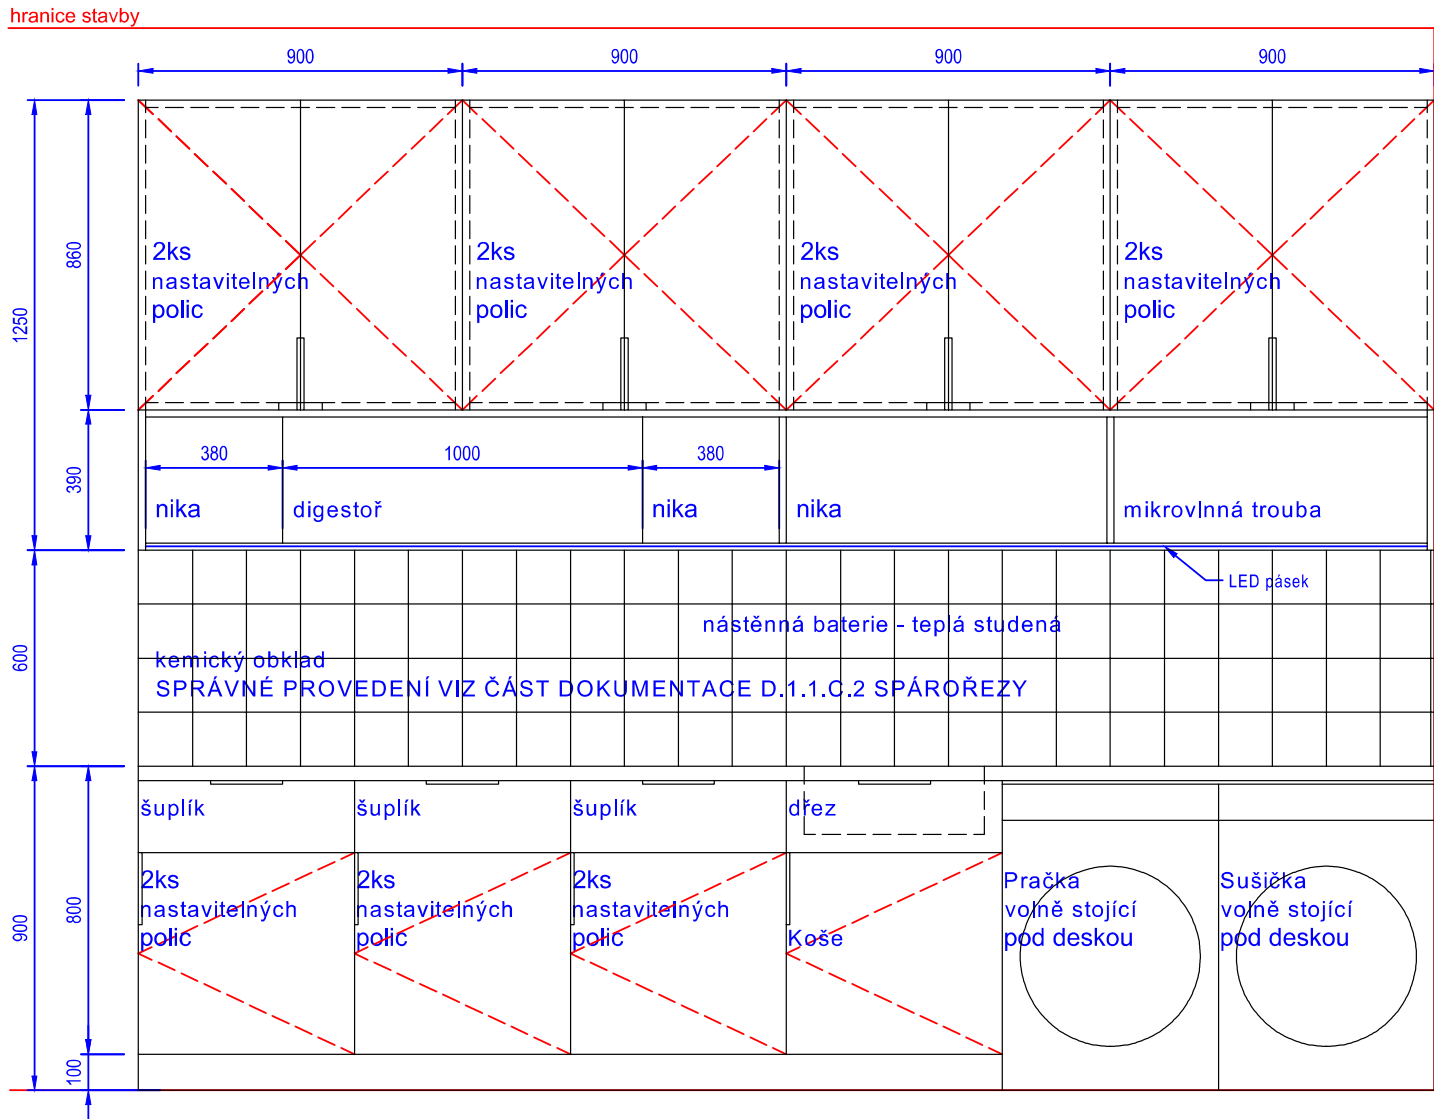 hranice stavby
900
900
900
900
860
1250
2ks
nastavitelných
polic
2ks
nastavitelných
polic
2ks
nastavitelných
polic
2ks
nastavitelných
polic
390
380
1000
380
nika
digestoř
nika
nika
mikrovlnná trouba
LED pásek
600
nástěnná baterie - teplá studená
kemický obklad
SPRÁVNÉ PROVEDENÍ VIZ ČÁST DOKUMENTACE D.1.1.C.2 SPÁROŘEZY
900
800
100
šuplík
šuplík
šuplík
dřez
2ks
nastavitelných
polic
2ks
nastavitelných
polic
2ks
nastavitelných
polic
Koše
Pračka
volně stojící
pod deskou
Sušička
volně stojící
pod deskou